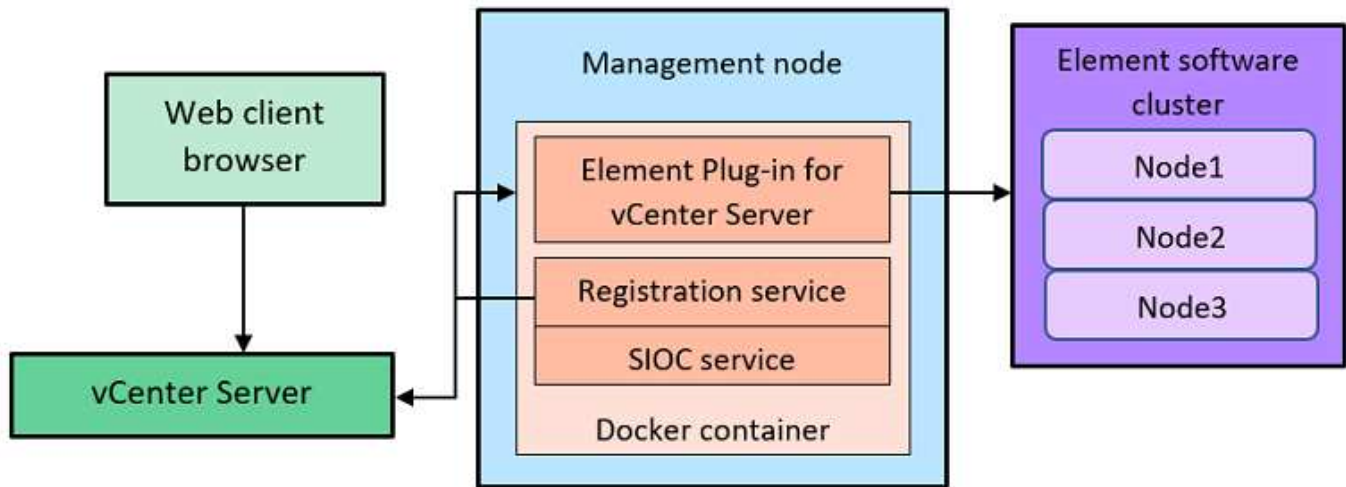 Web client
browser
vCenter Server
Management node
Element Plug-in for
vCenter Server
Registration service
SIOC service
Docker container
Element software
cluster
Node1
Node2
Node3